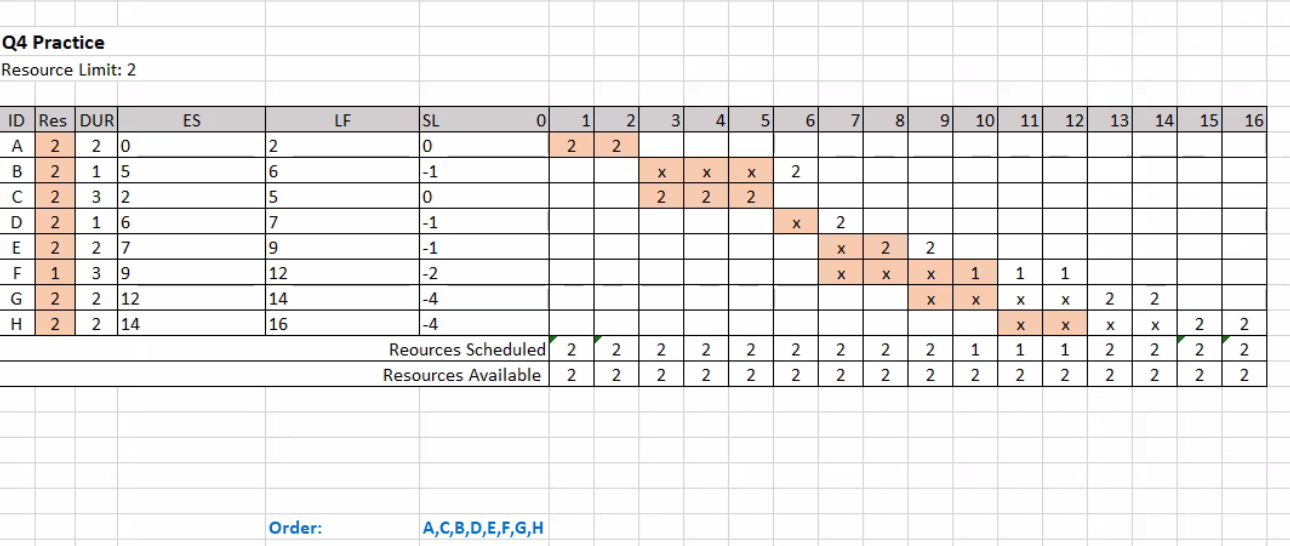 Q4 Practice
Resource Limit: 2
ID Res DUR ES LF SL 0 1 2 3 4 5 6 7 8 9 10 11 12 13 14 15 16
A 2 2 0 2 0 2 2
B 2 1 5 6 -1 x x x 2
C 2 3 2 5 0 2 2 2
D 2 1 6 7 -1 x 2
E 2 2 7 9 -1 x 2 2
F 1 3 9 12 -2 x x x 1 1 1
G 2 2 12 14 -4 x x x x 2 2
H 2 2 14 16 -4 x x x x 2 2
Reources Scheduled 2 2 2 2 2 2 2 2 2 1 1 1 2 2 2 2
Resources Available 2 2 2 2 2 2 2 2 2 2 2 2 2 2 2 2
Order: A,C,B,D,E,F,G,H